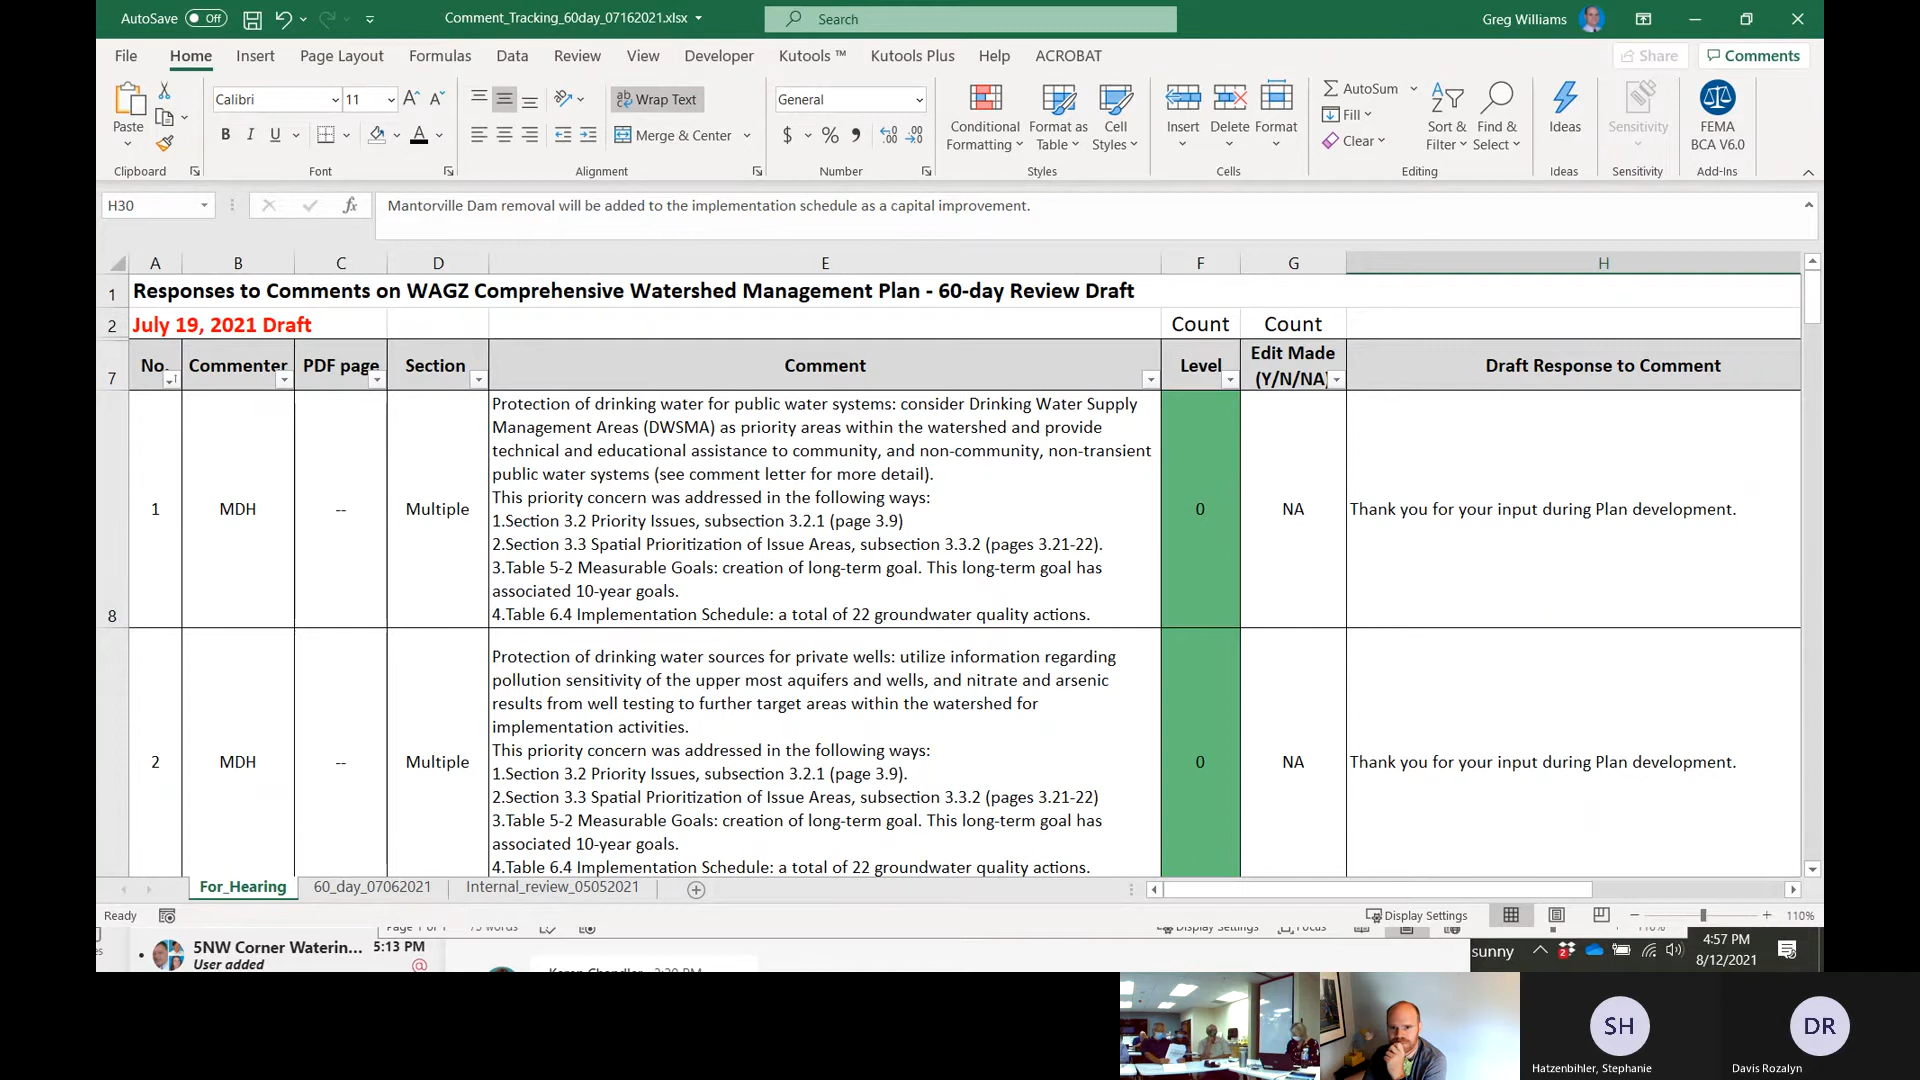 AutoSave Off Comment_Tracking_60day_07162021.xlsx Search Greg Williams
File Home Insert Page Layout Formulas Data Review View Developer Kutools ™ Kutools Plus Help ACROBAT Share Comments
Paste Calibri 11 Wrap Text General Conditional Formatting Format as Table Cell Styles Insert Delete Format AutoSum Sort & Filter Find & Select Ideas Sensitivity FEMA BCA V6.0
B I U Merge & Center $ % Fill Clear
Clipboard Font Alignment Number Styles Cells Editing Ideas Sensitivity Add-Ins
H30 fx Mantorville Dam removal will be added to the implementation schedule as a capital improvement.
A B C D E F G H
1 Responses to Comments on WAGZ Comprehensive Watershed Management Plan - 60-day Review Draft
2 July 19, 2021 Draft Count Count
7 No. Commenter PDF page Section Comment Level Edit Made (Y/N/NA) Draft Response to Comment
Protection of drinking water for public water systems: consider Drinking Water Supply
Management Areas (DWSMA) as priority areas within the watershed and provide
technical and educational assistance to community, and non-community, non-transient
public water systems (see comment letter for more detail).
This priority concern was addressed in the following ways:
1 MDH -- Multiple 0 NA Thank you for your input during Plan development.
1.Section 3.2 Priority Issues, subsection 3.2.1 (page 3.9)
2.Section 3.3 Spatial Prioritization of Issue Areas, subsection 3.3.2 (pages 3.21-22).
3.Table 5-2 Measurable Goals: creation of long-term goal. This long-term goal has
associated 10-year goals.
8 4.Table 6.4 Implementation Schedule: a total of 22 groundwater quality actions.
Protection of drinking water sources for private wells: utilize information regarding
pollution sensitivity of the upper most aquifers and wells, and nitrate and arsenic
results from well testing to further target areas within the watershed for
implementation activities.
This priority concern was addressed in the following ways:
2 MDH -- Multiple 0 NA Thank you for your input during Plan development.
1.Section 3.2 Priority Issues, subsection 3.2.1 (page 3.9).
2.Section 3.3 Spatial Prioritization of Issue Areas, subsection 3.3.2 (pages 3.21-22)
3.Table 5-2 Measurable Goals: creation of long-term goal. This long-term goal has
associated 10-year goals.
4.Table 6.4 Implementation Schedule: a total of 22 groundwater quality actions.
For_Hearing 60_day_07062021 Internal_review_05052021
Ready Display Settings 110%
5NW Corner Waterin... 5:13 PM
User added
sunny 4:57 PM
8/12/2021
SH DR
Hatzenbihler, Stephanie Davis Rozalyn